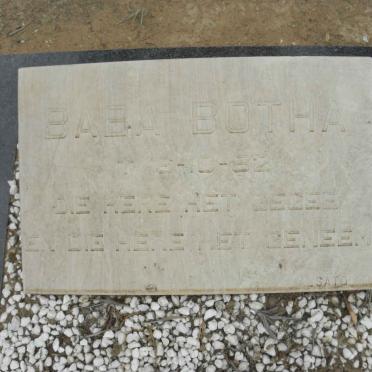 BABA BOTHA
DIE HERE HET GEGEE
EN DIE HERE HET GENEEM